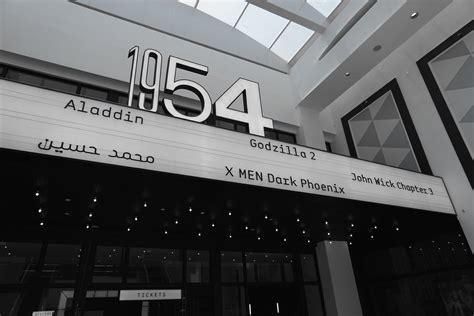 1954
Aladdin
Godzilla 2
محمد حسين
X MEN Dark Phoenix
John Wick Chapter 3
TICKETS